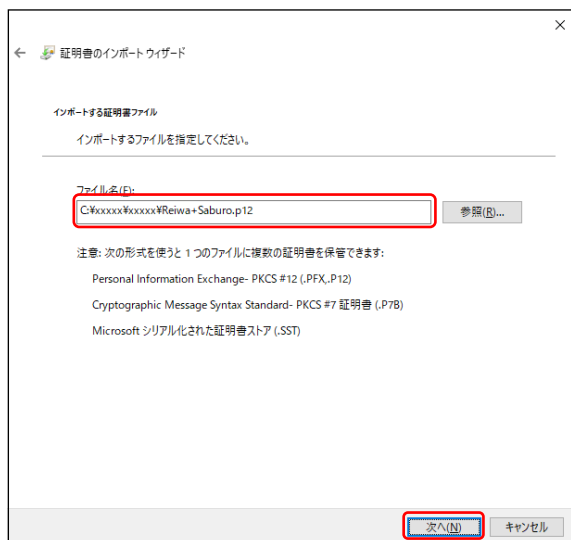 証明書のインポート ウィザード
インポートする証明書ファイル
インポートするファイルを指定してください。
ファイル名(F):
C:¥xxxxx¥xxxxx¥Reiwa+Saburo.p12
参照(R)...
注意: 次の形式を使うと 1 つのファイルに複数の証明書を保管できます:
Personal Information Exchange- PKCS #12 (.PFX,.P12)
Cryptographic Message Syntax Standard- PKCS #7 証明書 (.P7B)
Microsoft シリアル化された証明書ストア (.SST)
次へ(N)
キャンセル